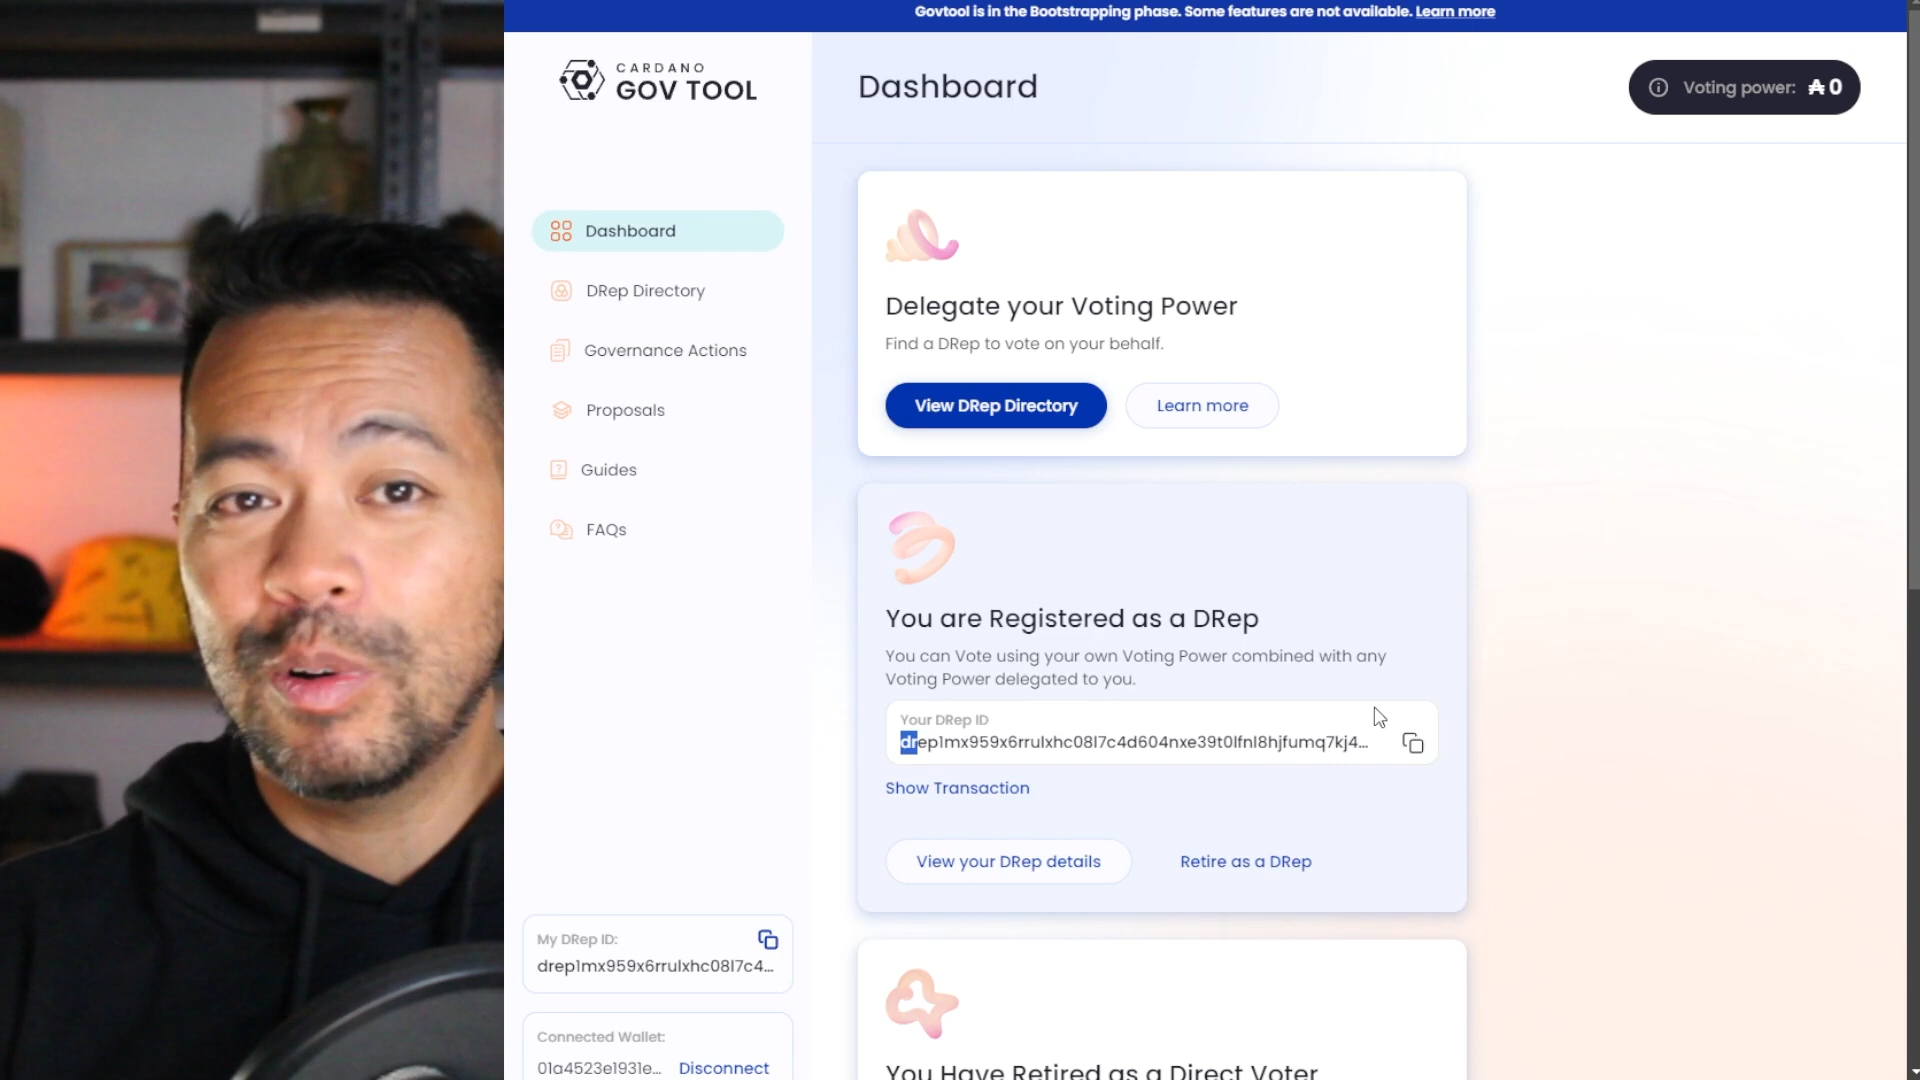 Govtool is in the Bootstrapping phase. Some features are not available. Learn more
CARDANO
GOV TOOL
Dashboard
Voting power: ₳ 0
Dashboard
DRep Directory
Governance Actions
Proposals
Guides
FAQs
Delegate your Voting Power
Find a DRep to vote on your behalf.
View DRep Directory
Learn more
You are Registered as a DRep
You can Vote using your own Voting Power combined with any
Voting Power delegated to you.
Your DRep ID
drep1mx959x6rrulxhc08l7c4d604nxe39t0lfnl8hjfumq7kj4...
Show Transaction
View your DRep details
Retire as a DRep
My DRep ID:
drep1mx959x6rrulxhc08l7c4...
Connected Wallet:
01a4523e1931e...
Disconnect
You Have Retired as a Direct Voter